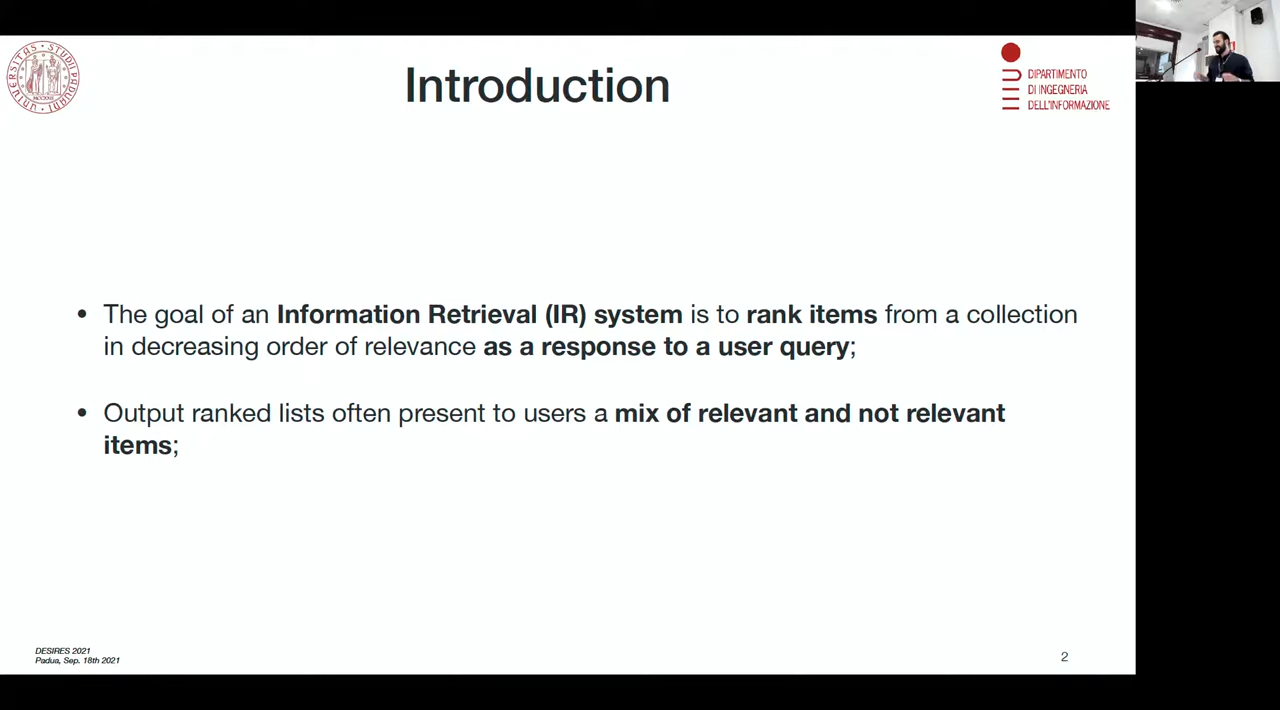 Introduction
DIPARTIMENTO
DI INGEGNERIA
DELL'INFORMAZIONE
• The goal of an Information Retrieval (IR) system is to rank items from a collection
in decreasing order of relevance as a response to a user query;
• Output ranked lists often present to users a mix of relevant and not relevant
items;
DESIRES 2021
Padua, Sep. 18th 2021
2